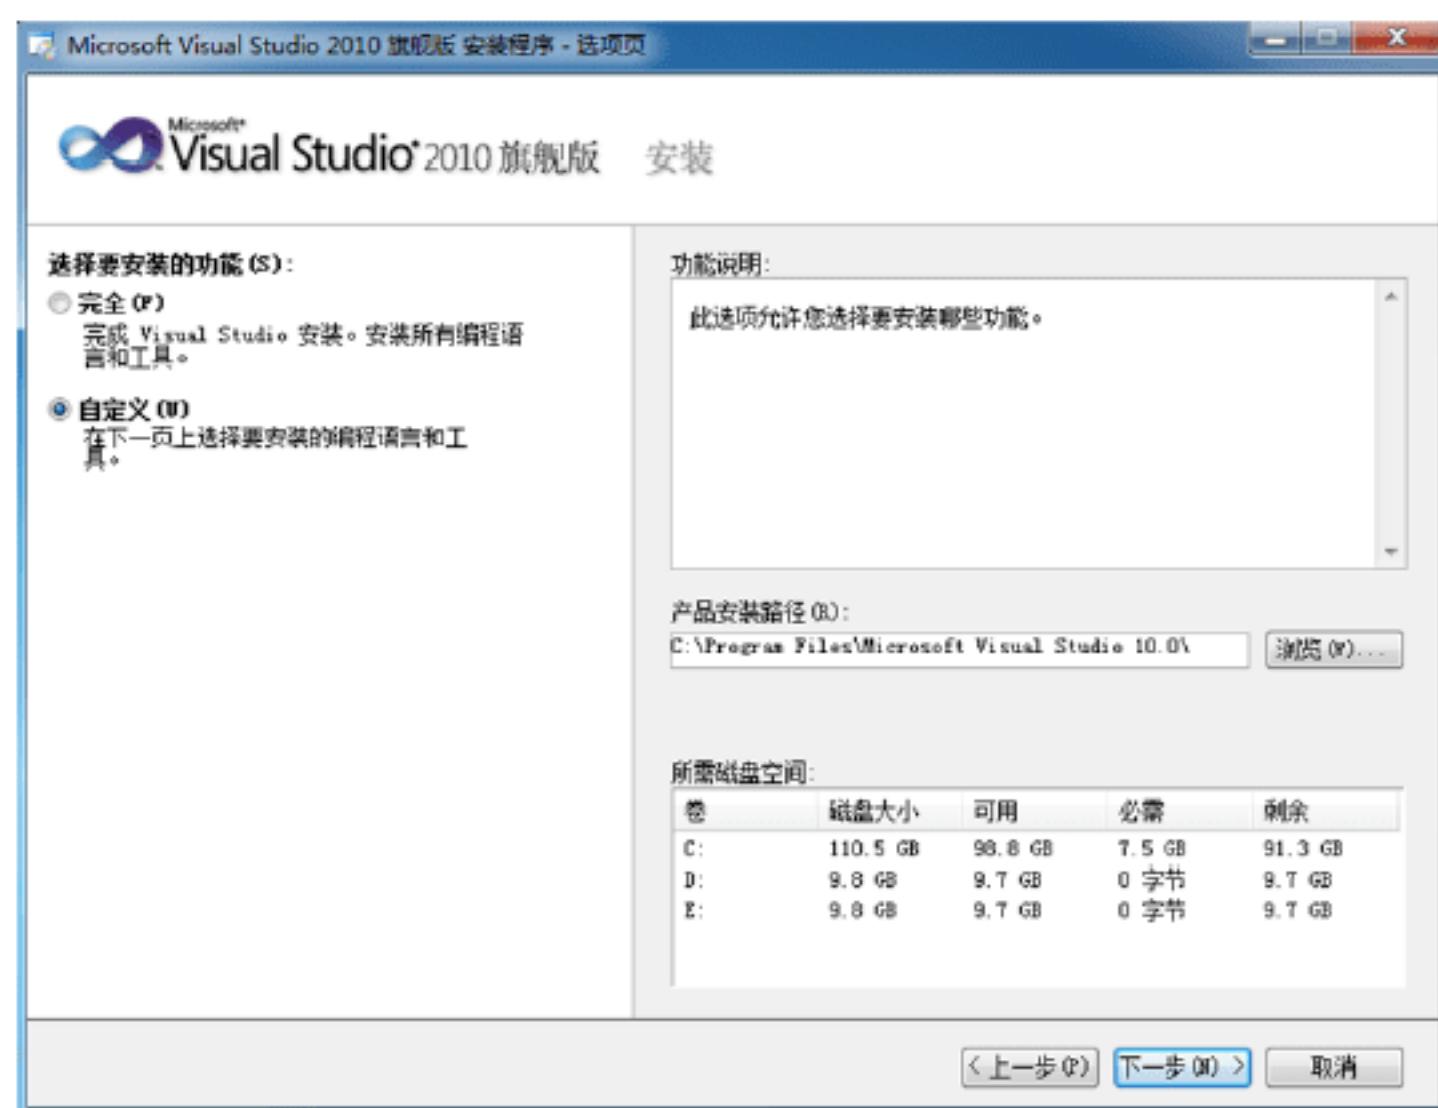 Microsoft Visual Studio 2010 旗舰版 安装程序 - 选项页
Microsoft®
Visual Studio® 2010 旗舰版 安装
选择要安装的功能(S):
完全(F)
完成 Visual Studio 安装。安装所有编程语
言和工具。
自定义(U)
在下一页上选择要安装的编程语言和工
具。
功能说明:
此选项允许您选择要安装哪些功能。
产品安装路径(R):
C:\Program Files\Microsoft Visual Studio 10.0\
浏览(W)...
所需磁盘空间:
卷 磁盘大小 可用 必需 剩余
C: 110.5 GB 98.8 GB 7.5 GB 91.3 GB
D: 9.8 GB 9.7 GB 0 字节 9.7 GB
E: 9.8 GB 9.7 GB 0 字节 9.7 GB
< 上一步(P) 下一步(N) > 取消